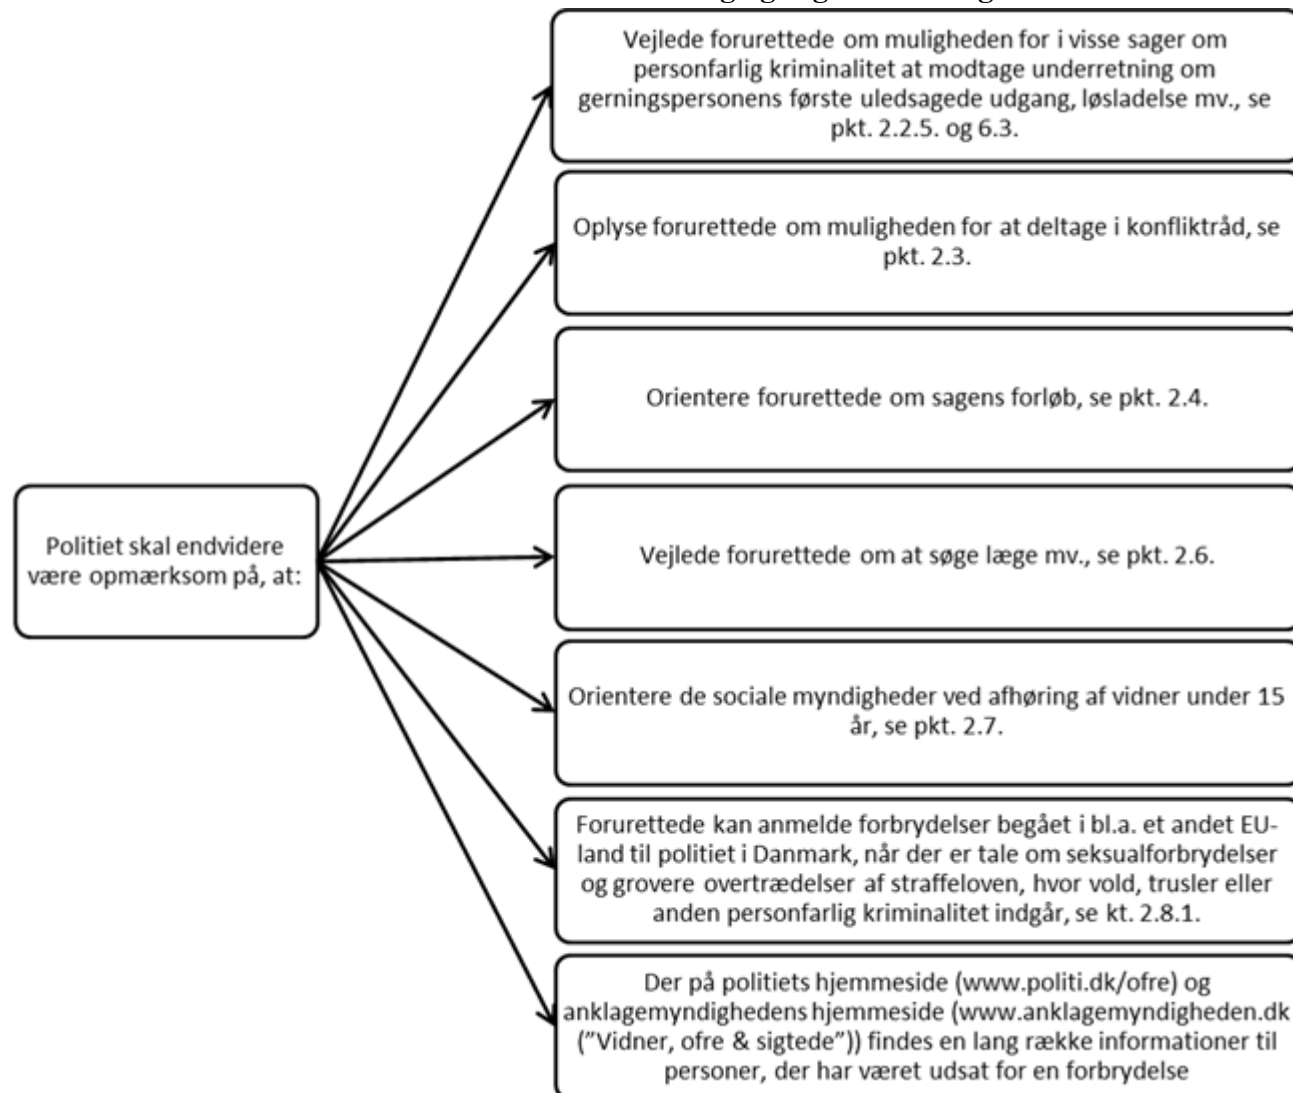 Vejlede forurettede om muligheden for i visse sager om
personfarlig kriminalitet at modtage underretning om
gerningspersonens første uledsagede udgang, løsladelse mv., se
pkt. 2.2.5. og 6.3.
Oplyse forurettede om muligheden for at deltage i konfliktråd, se
pkt. 2.3.
Orientere forurettede om sagens forløb, se pkt. 2.4.
Politiet skal endvidere
være opmærksom på, at:
Vejlede forurettede om at søge læge mv., se pkt. 2.6.
Orientere de sociale myndigheder ved afhøring af vidner under 15
år, se pkt. 2.7.
Forurettede kan anmelde forbrydelser begået i bl.a. et andet EU-
land til politiet i Danmark, når der er tale om seksualforbrydelser
og grovere overtrædelser af straffeloven, hvor vold, trusler eller
anden personfarlig kriminalitet indgår, se kt. 2.8.1.
Der på politiets hjemmeside (www.politi.dk/ofre) og
anklagemyndighedens hjemmeside (www.anklagemyndigheden.dk
(”Vidner, ofre & sigtede”)) findes en lang række informationer til
personer, der har været udsat for en forbrydelse